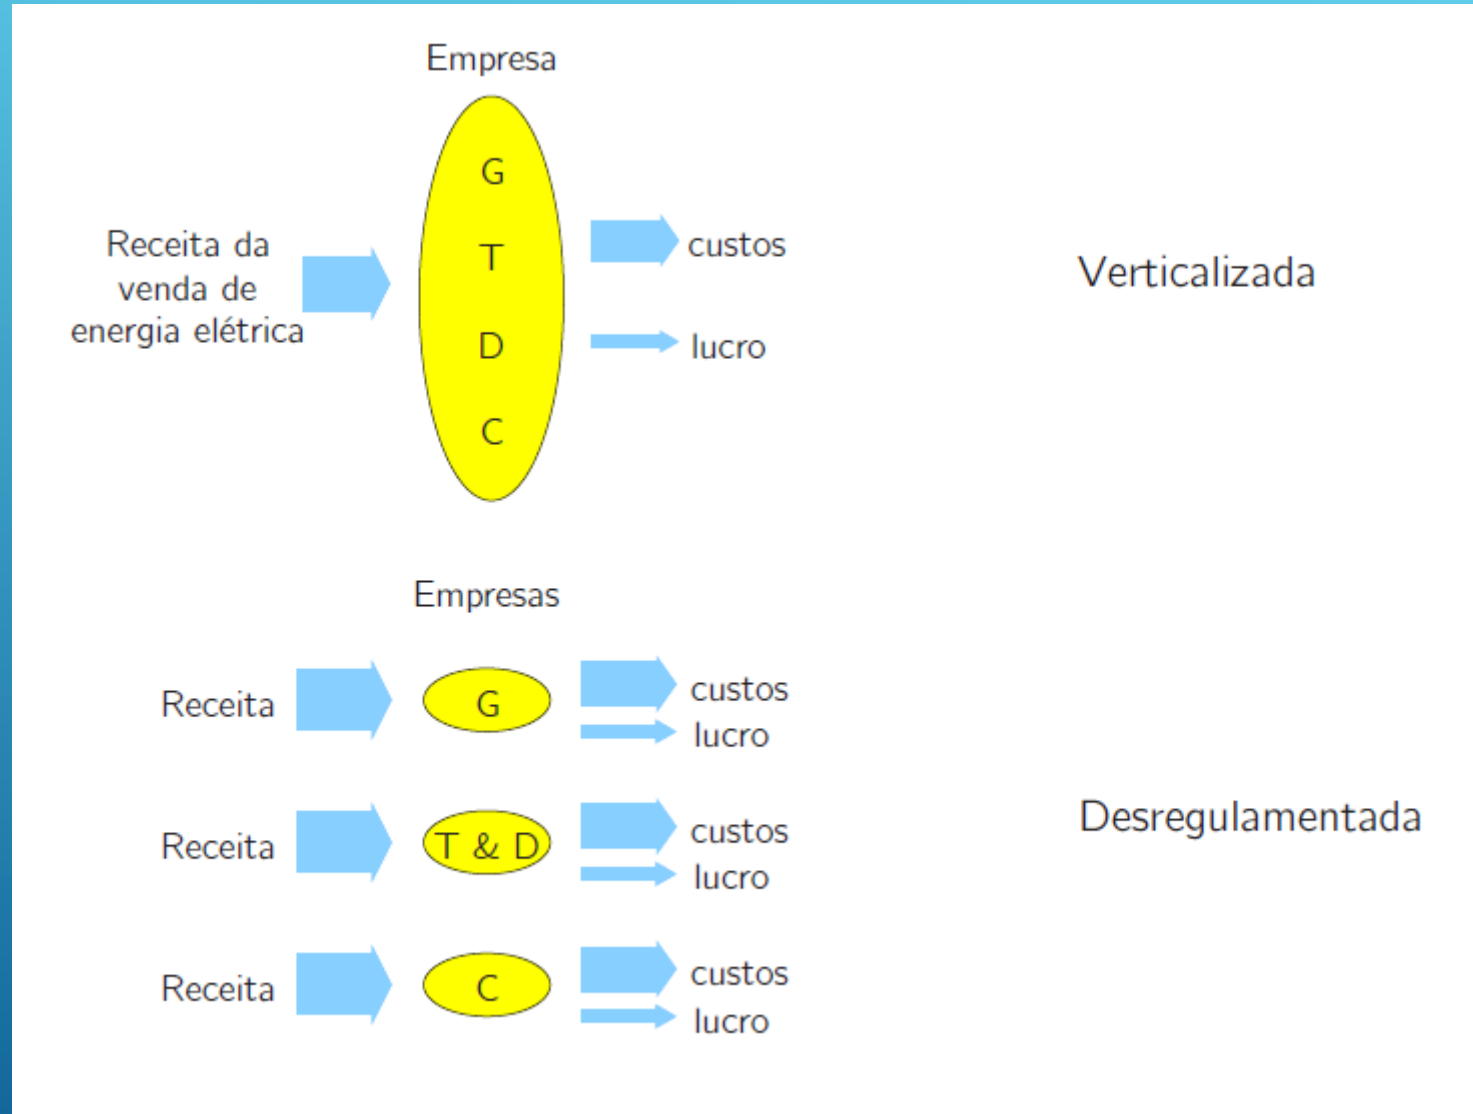 Empresa
G
T
D
C
Receita da
venda de
energia elétrica
custos
lucro
Verticalizada
Empresas
Receita
G
custos
lucro
Receita
T & D
custos
lucro
Desregulamentada
Receita
C
custos
lucro